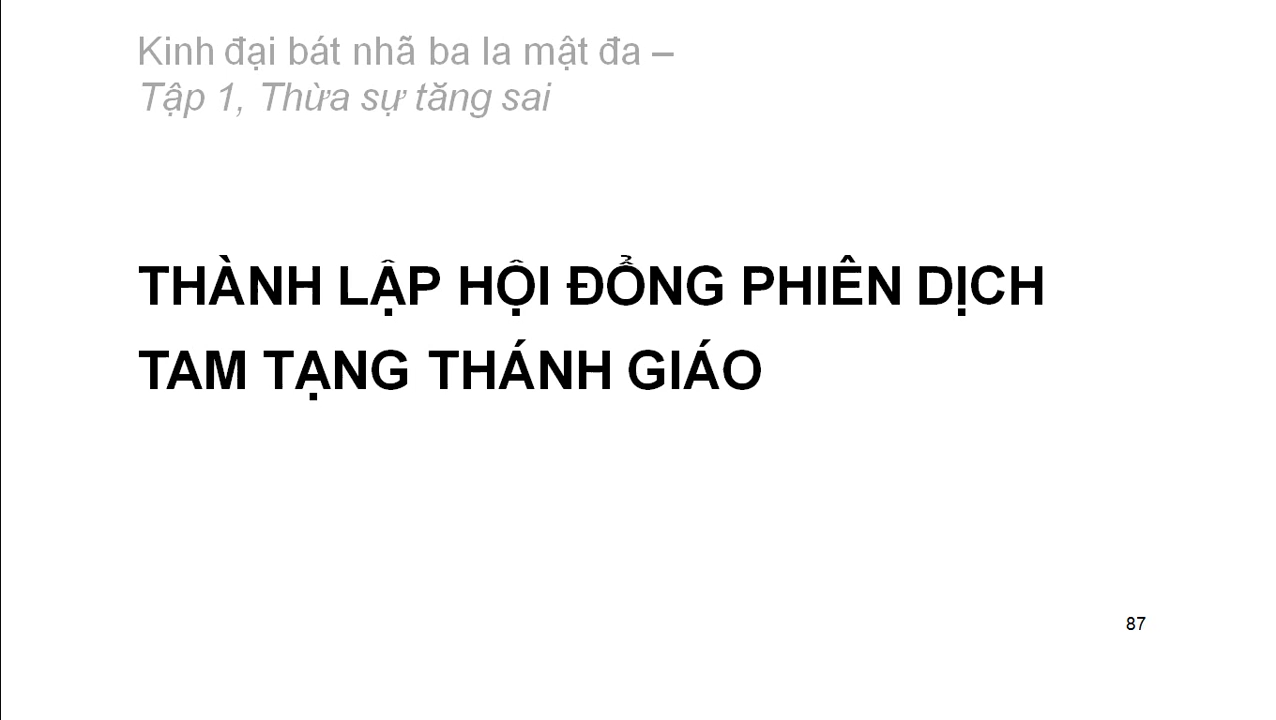 Kinh đại bát nhã ba la mật đa –
Tập 1, Thừa sự tăng sai
THÀNH LẬP HỘI ĐỔNG PHIÊN DỊCH
TAM TẠNG THÁNH GIÁO
87